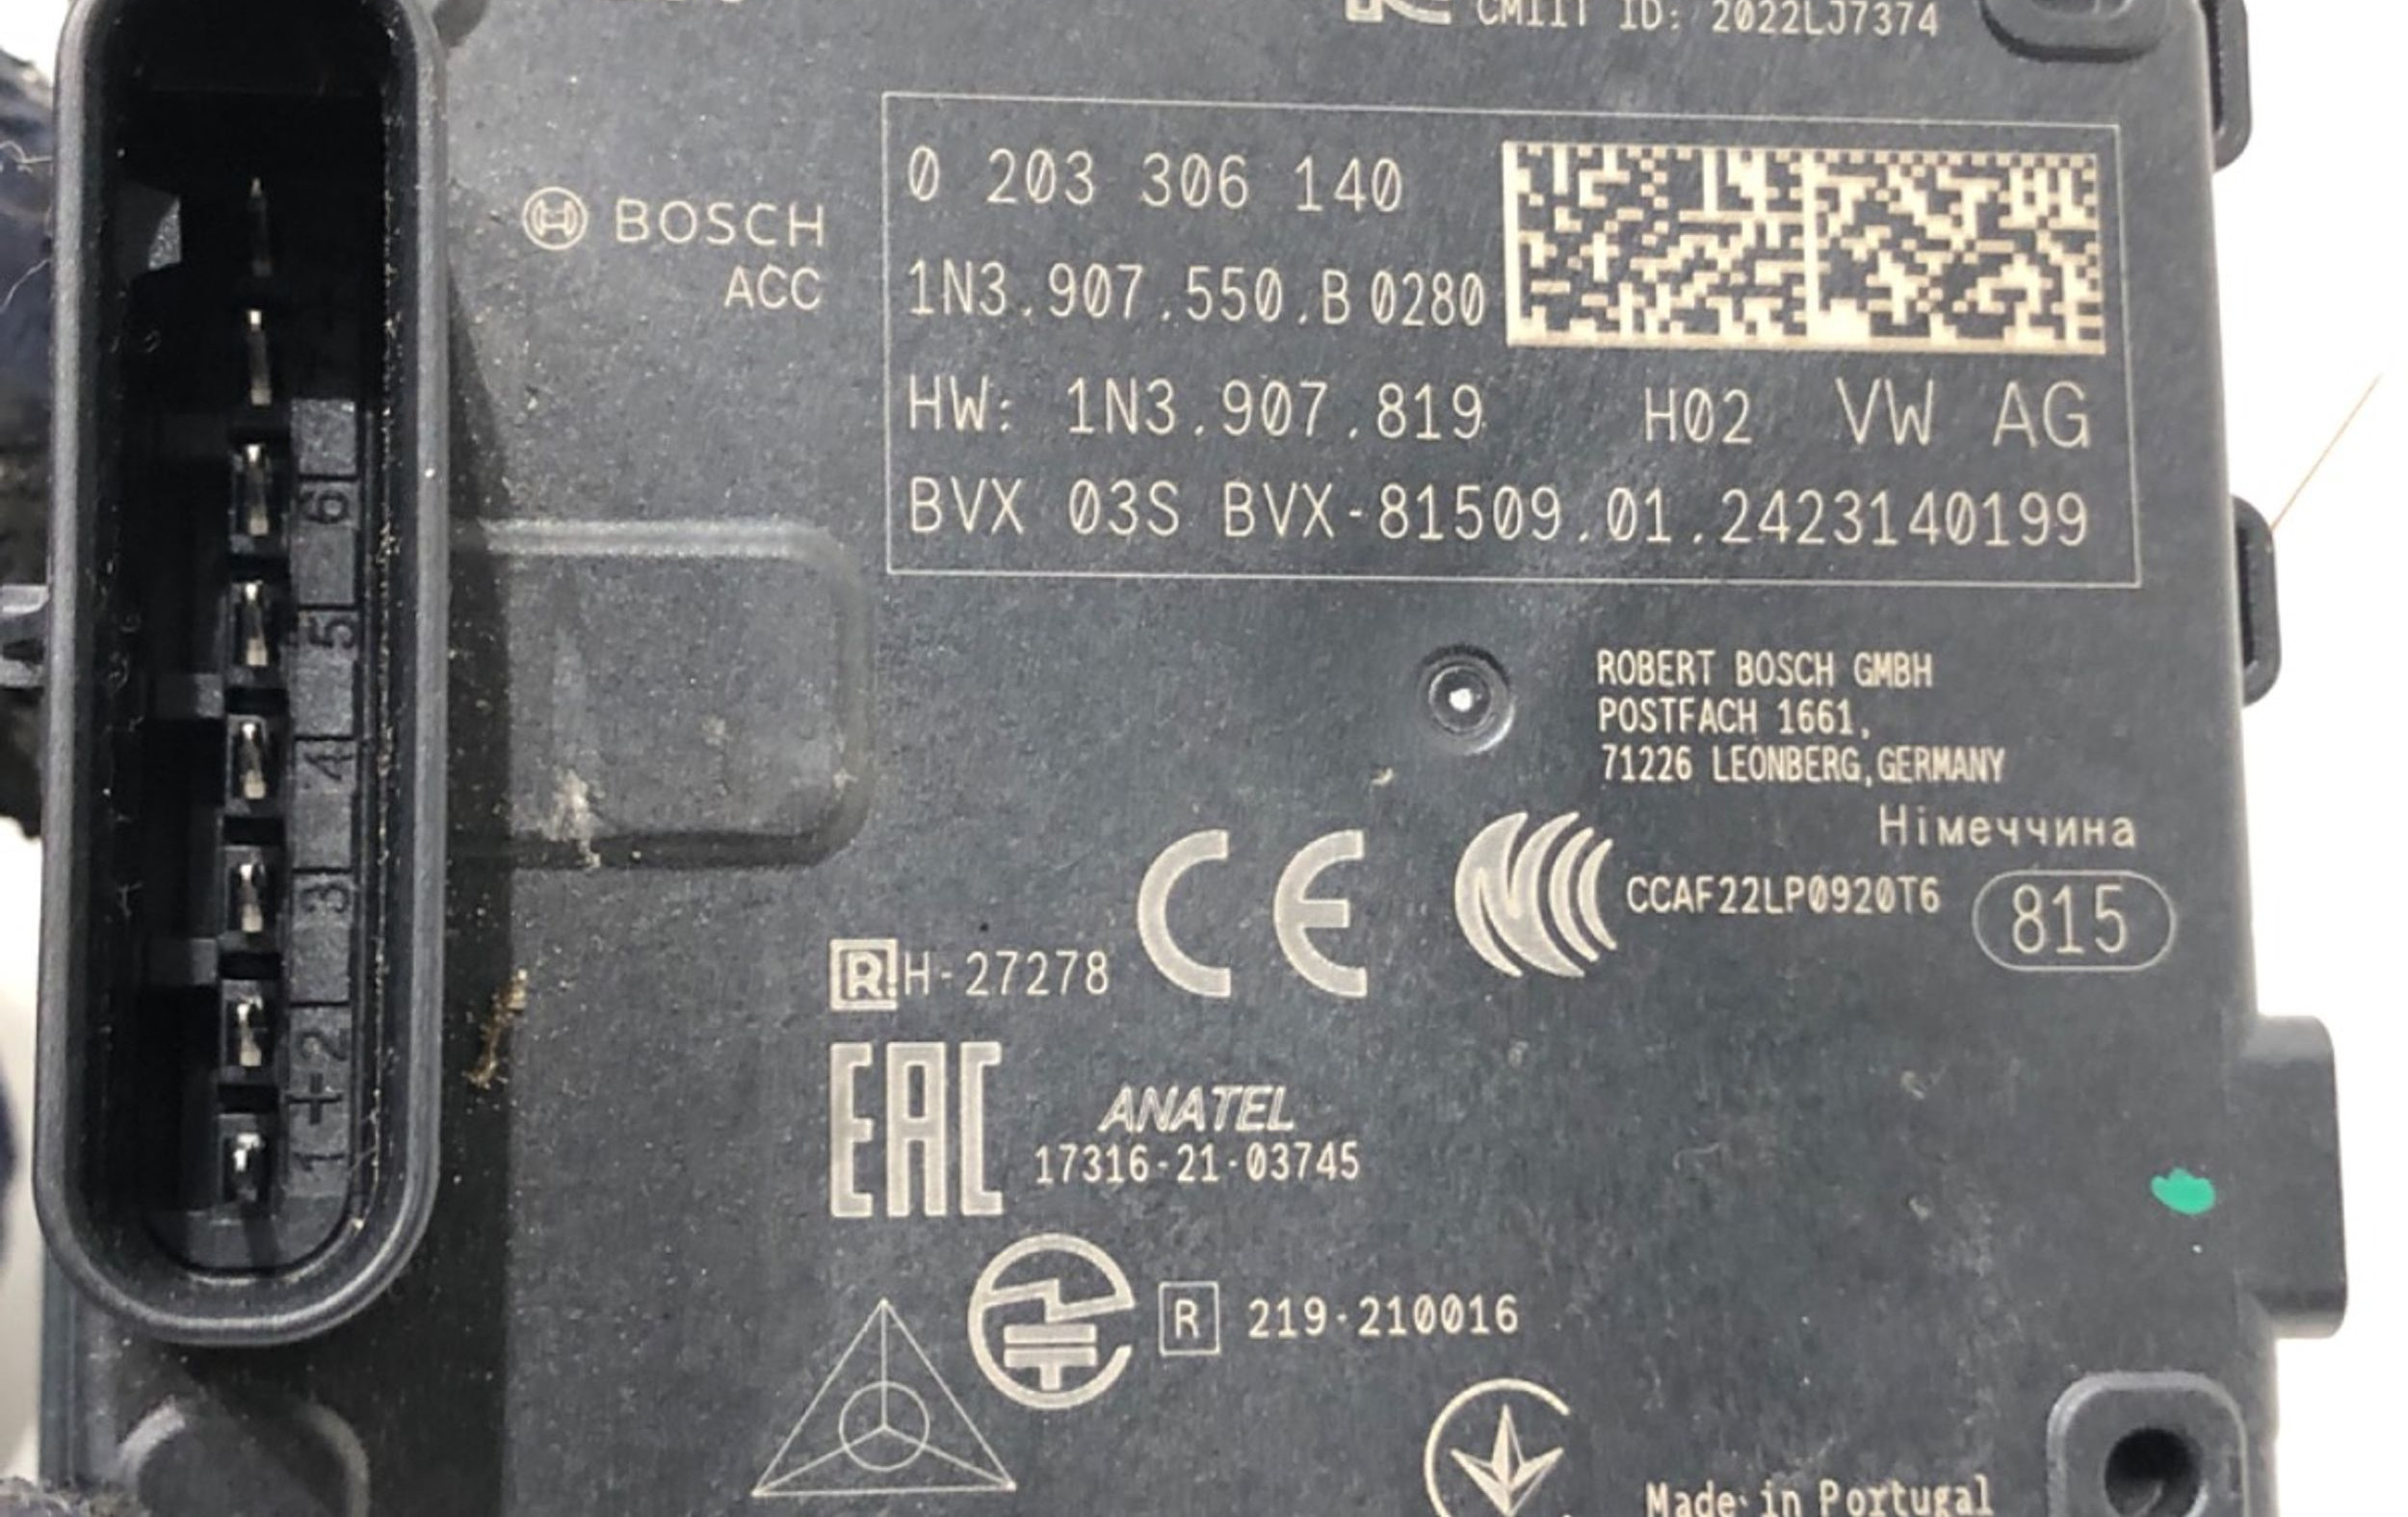 CMIIT ID: 2022LJ7374
BOSCH
ACC
0 203 306 140
1N3.907.550.B 0280
HW: 1N3.907.819 H02 VW AG
BVX 03S BVX-81509.01.2423140199
ROBERT BOSCH GMBH
POSTFACH 1661,
71226 LEONBERG,GERMANY
Німеччина
CCAF22LP0920T6 815
CE
R H-27278
EAC
ANATEL
17316-21-03745
R 219-210016
Made in Portugal
6
5
4
3
2
1+